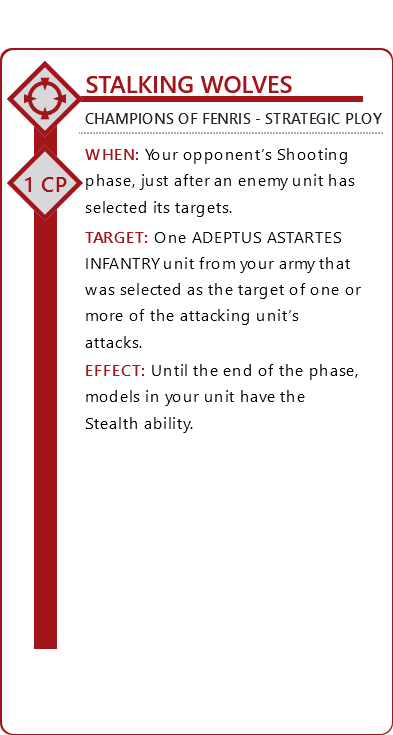 STALKING WOLVES
CHAMPIONS OF FENRIS - STRATEGIC PLOY
1 CP
WHEN: Your opponent's Shooting
phase, just after an enemy unit has
selected its targets.
TARGET: One ADEPTUS ASTARTES
INFANTRY unit from your army that
was selected as the target of one or
more of the attacking unit's
attacks.
EFFECT: Until the end of the phase,
models in your unit have the
Stealth ability.